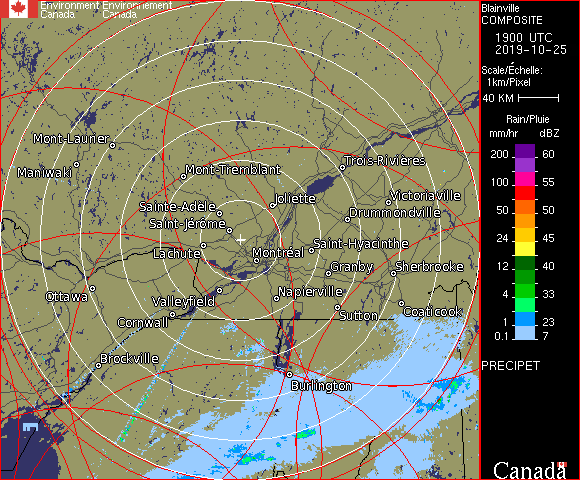 Environment Environnement
Canada Canada
Blainville
COMPOSITE
1900 UTC
2019-10-25
Scale/Échelle:
1km/Pixel
40 KM
Rain/Pluie
mm/hr dBZ
200 60
100 55
50 50
24 45
12 40
4 33
1 23
0.1 7
PRECIPET
Canada
Mont-Laurier
Maniwaki
Mont-Tremblant
Trois-Rivières
Joliette
Victoriaville
Sainte-Adèle
Drummondville
Saint-Jérôme
Lachute
Montréal
Saint-Hyacinthe
Granby
Sherbrooke
Ottawa
Valleyfield
Napierville
Cornwall
Sutton
Coaticook
Brockville
Burlington